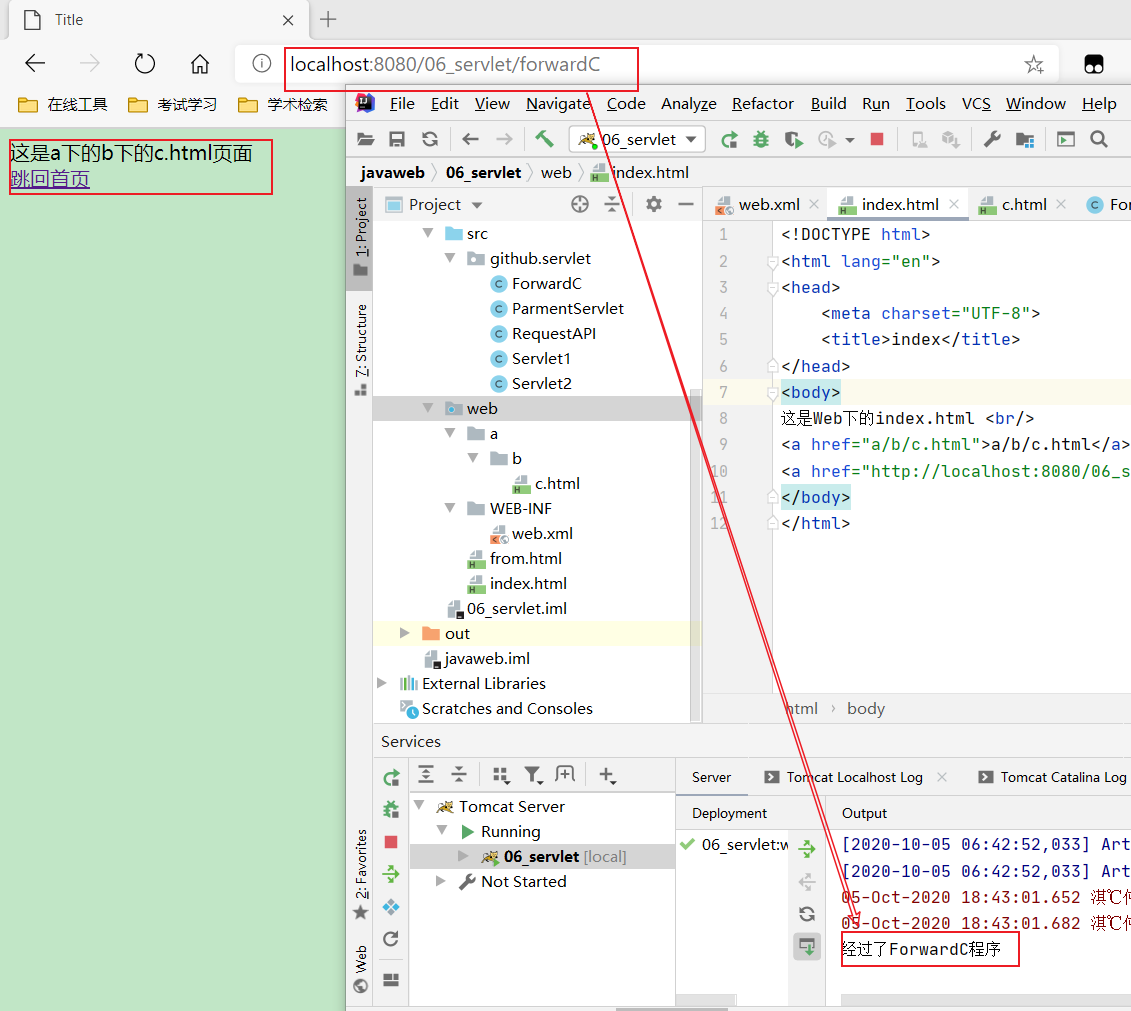 Title
localhost:8080/06_servlet/forwardC
在线工具 考试学习 学术检索
这是a下的b下的c.html页面
跳回首页
File Edit View Navigate Code Analyze Refactor Build Run Tools VCS Window Help
06_servlet
javaweb 06_servlet web index.html
1: Project
Z: Structure
2: Favorites
Web
Project
src
github.servlet
ForwardC
ParmentServlet
RequestAPI
Servlet1
Servlet2
web
a
b
c.html
WEB-INF
web.xml
from.html
index.html
06_servlet.iml
out
javaweb.iml
External Libraries
Scratches and Consoles
web.xml index.html c.html For
1 <!DOCTYPE html>
2 <html lang="en">
3 <head>
4 <meta charset="UTF-8">
5 <title>index</title>
6 </head>
7 <body>
8 这是Web下的index.html <br/>
9 <a href="a/b/c.html">a/b/c.html</a>
10 <a href="http://localhost:8080/06_s
11 </body>
12 </html>
html › body
Services
Tomcat Server
Running
06_servlet [local]
Not Started
Server Tomcat Localhost Log Tomcat Catalina Log
Deployment Output
06_servlet:w
[2020-10-05 06:42:52,033] Art
[2020-10-05 06:42:52,033] Art
05-Oct-2020 18:43:01.652 淇℃伅
05-Oct-2020 18:43:01.682 淇℃伅
经过了ForwardC程序